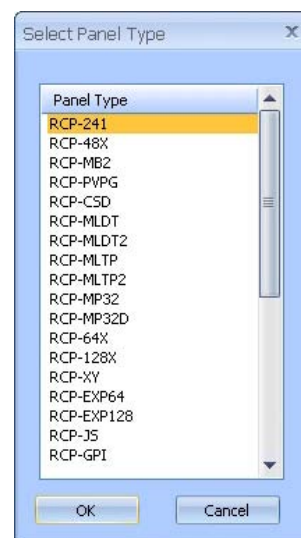 Select Panel Type
X
Panel Type
RCP-241
RCP-48X
RCP-MB2
RCP-PVPG
RCP-CSD
RCP-MLDT
RCP-MLDT2
RCP-MLTP
RCP-MLTP2
RCP-MP32
RCP-MP32D
RCP-64X
RCP-128X
RCP-XY
RCP-EXP64
RCP-EXP128
RCP-JS
RCP-GPI
OK Cancel